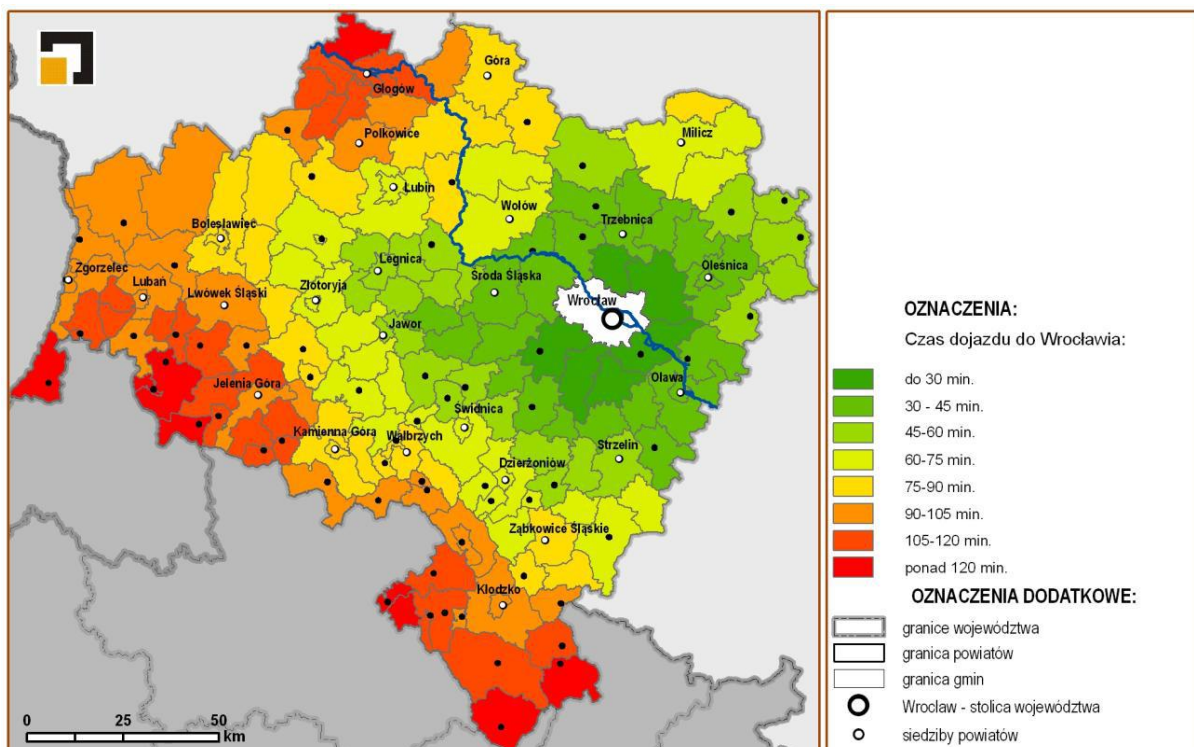 Góra
Głogów
Polkowice
Milicz
Lubin
Wołów
Trzebnica
Bolesławiec
Legnica
Oleśnica
Zgorzelec
Lubań
Lwówek Śląski
Złotoryja
Środa Śląska
Wrocław
Jawor
Oława
Jelenia Góra
Świdnica
Kamienna Góra
Wałbrzych
Strzelin
Dzierżoniów
Ząbkowice Śląskie
Kłodzko
0 25 50
km
OZNACZENIA:
Czas dojazdu do Wrocławia:
do 30 min.
30 - 45 min.
45-60 min.
60-75 min.
75-90 min.
90-105 min.
105-120 min.
ponad 120 min.
OZNACZENIA DODATKOWE:
granice województwa
granica powiatów
granica gmin
Wrocław - stolica województwa
siedziby powiatów